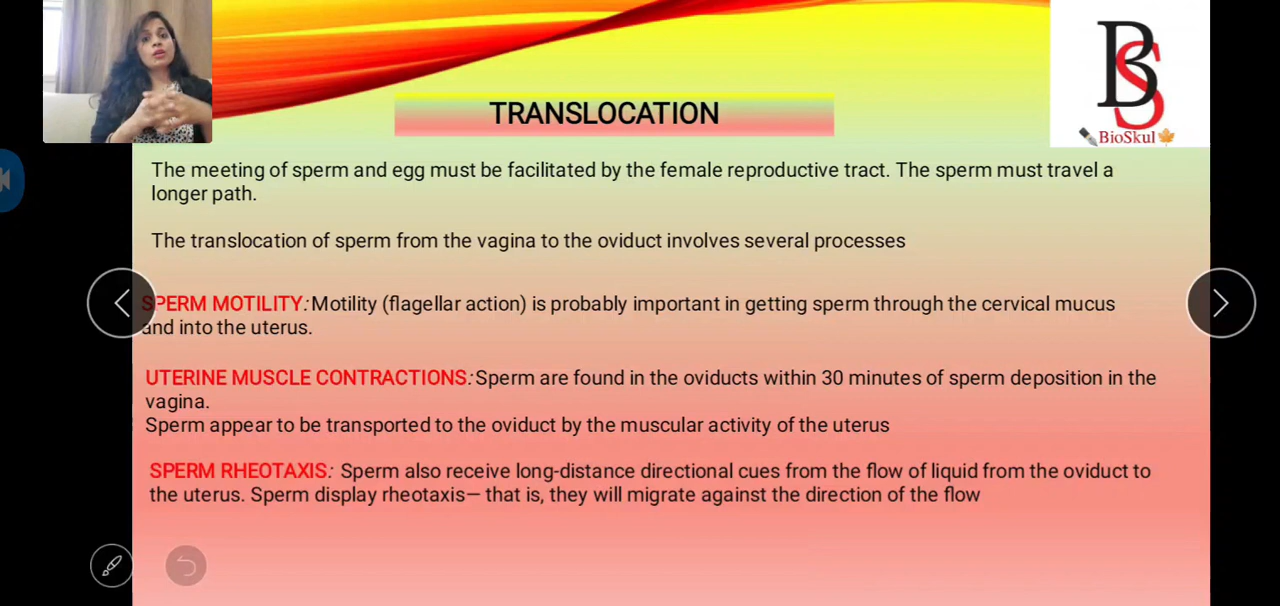 BS
BioSkul
TRANSLOCATION
The meeting of sperm and egg must be facilitated by the female reproductive tract. The sperm must travel a
longer path.
The translocation of sperm from the vagina to the oviduct involves several processes
SPERM MOTILITY: Motility (flagellar action) is probably important in getting sperm through the cervical mucus
and into the uterus.
UTERINE MUSCLE CONTRACTIONS: Sperm are found in the oviducts within 30 minutes of sperm deposition in the
vagina.
Sperm appear to be transported to the oviduct by the muscular activity of the uterus
SPERM RHEOTAXIS: Sperm also receive long-distance directional cues from the flow of liquid from the oviduct to
the uterus. Sperm display rheotaxis— that is, they will migrate against the direction of the flow